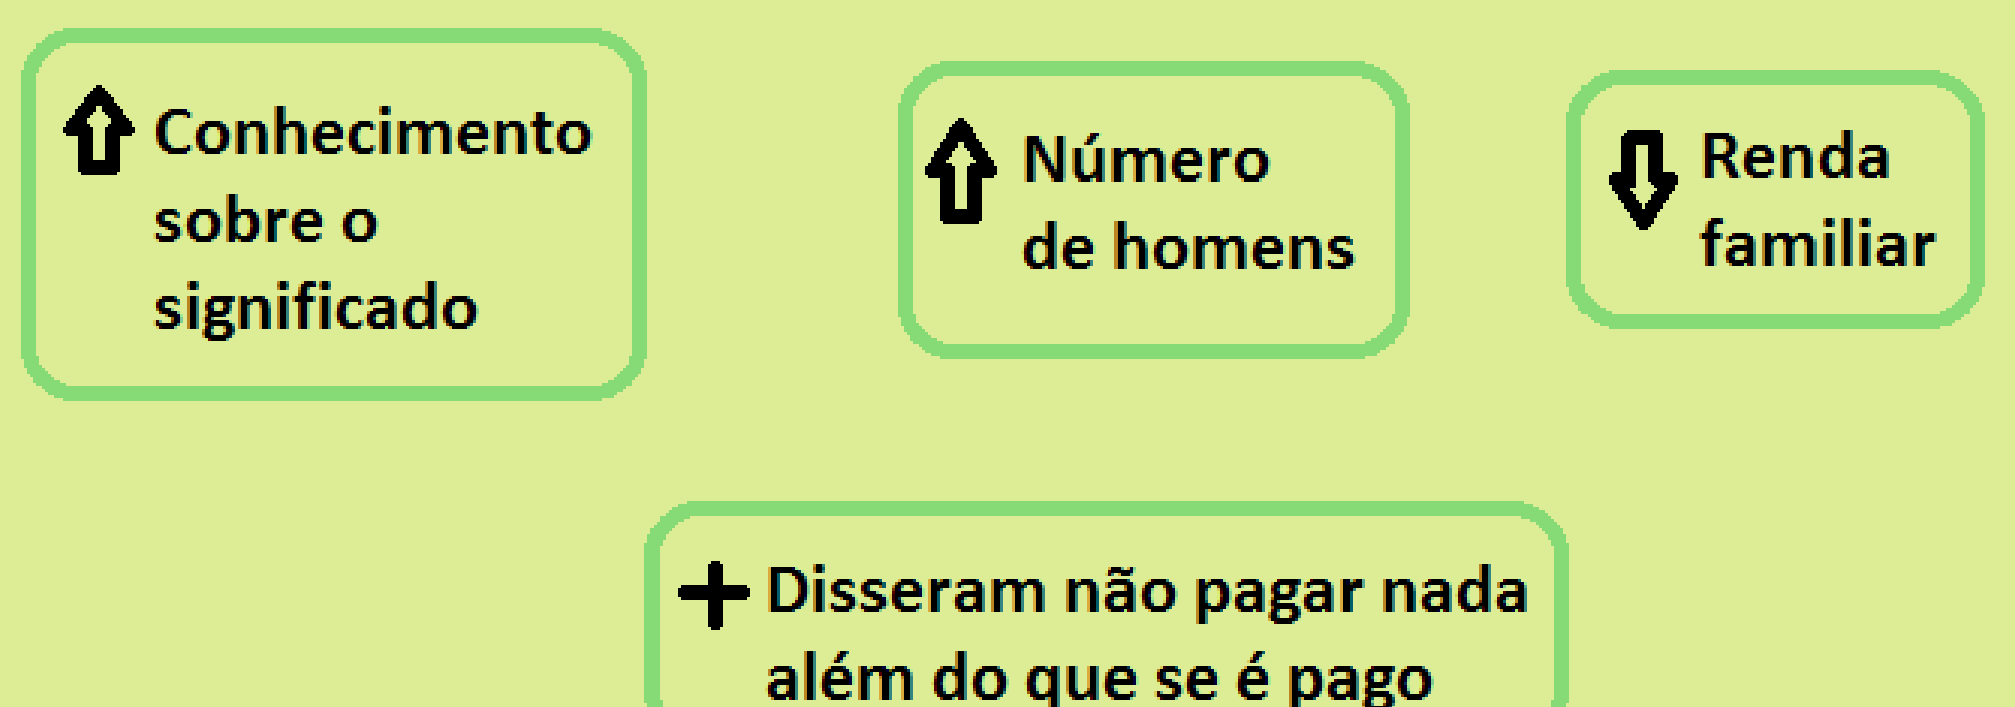 Conhecimento
sobre o
significado
Número
de homens
Renda
familiar
Disseram não pagar nada
além do que se é pago